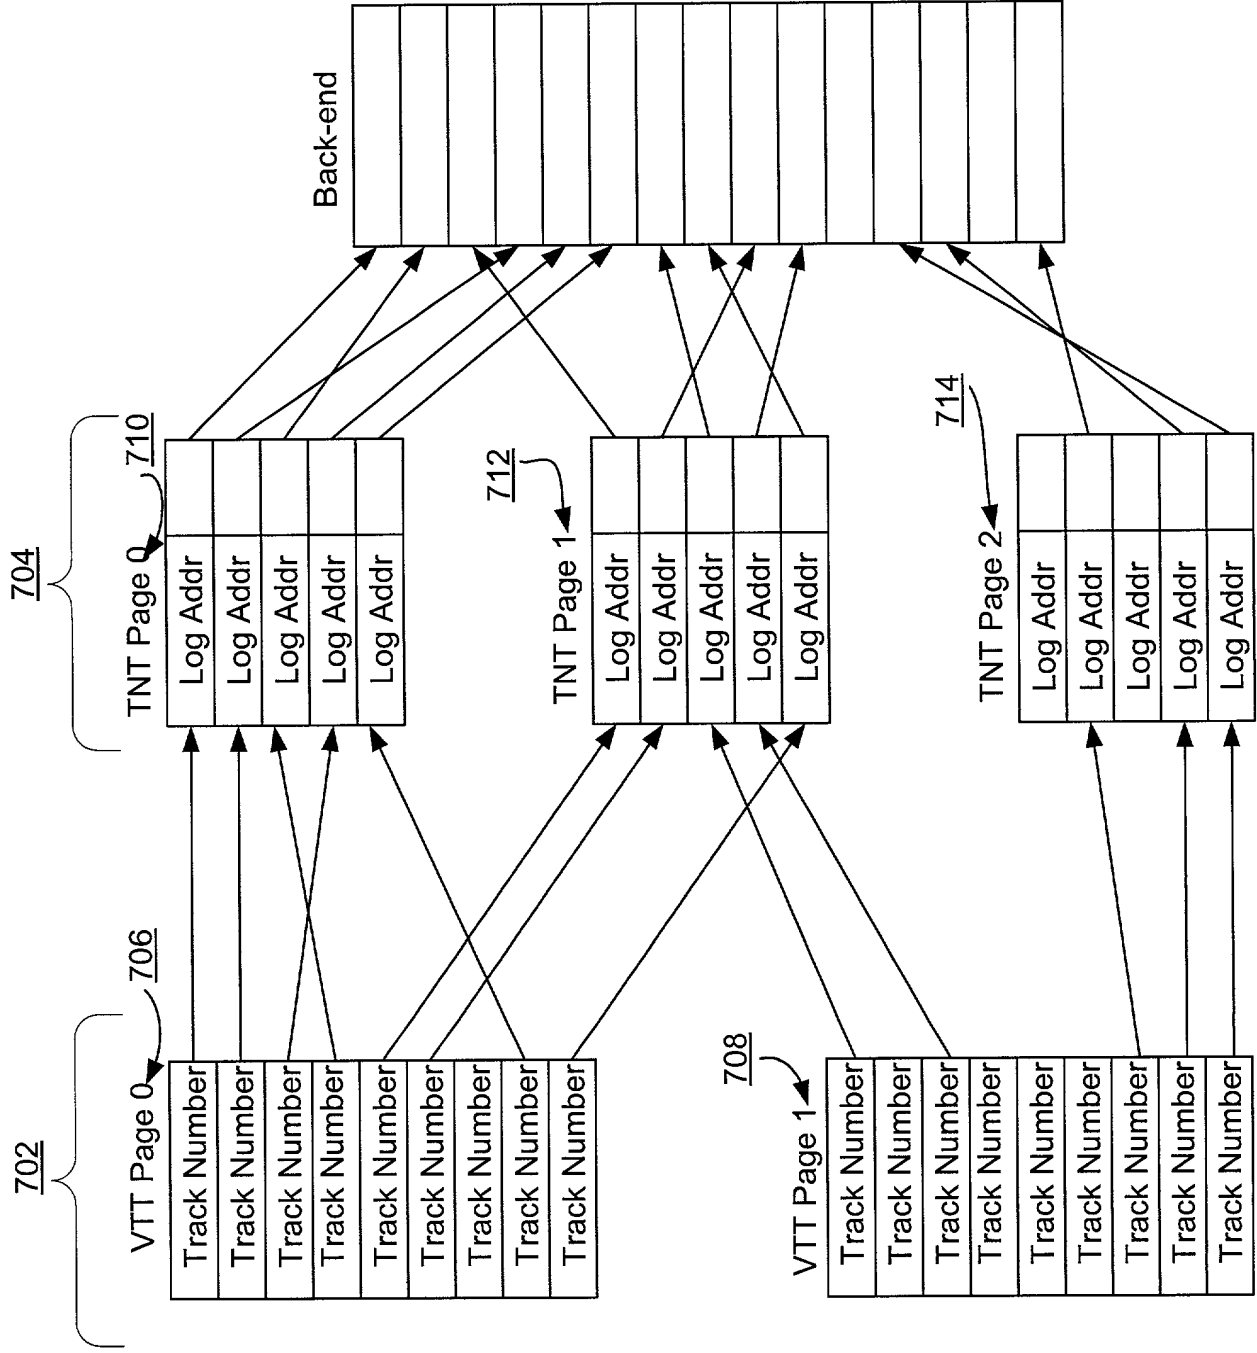 702
VTT Page 0
706
Track Number
Track Number
Track Number
Track Number
Track Number
Track Number
Track Number
Track Number
Track Number
VTT Page 1
708
Track Number
Track Number
Track Number
Track Number
Track Number
Track Number
Track Number
Track Number
Track Number
704
TNT Page 0
710
Log Addr
Log Addr
Log Addr
Log Addr
Log Addr
TNT Page 1
712
Log Addr
Log Addr
Log Addr
Log Addr
Log Addr
TNT Page 2
714
Log Addr
Log Addr
Log Addr
Log Addr
Log Addr
Back-end